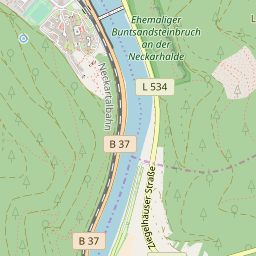 Ehemaliger
Buntsandsteinbruch
an der
Neckarhalde
L 534
Neckartalbahn
B 37
Ziegelhäuser Straße
B 37